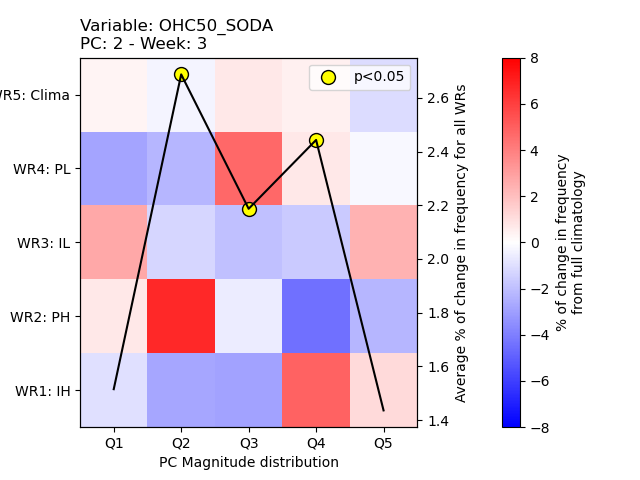 Variable: OHC50_SODA
PC: 2 - Week: 3
p<0.05
WR5: Clima
WR4: PL
WR3: IL
WR2: PH
WR1: IH
Q1 Q2 Q3 Q4 Q5
PC Magnitude distribution
2.6
2.4
2.2
2.0
1.8
1.6
1.4
Average % of change in frequency for all WRs
8
6
4
2
0
−2
−4
−6
−8
% of change in frequency
from full climatology